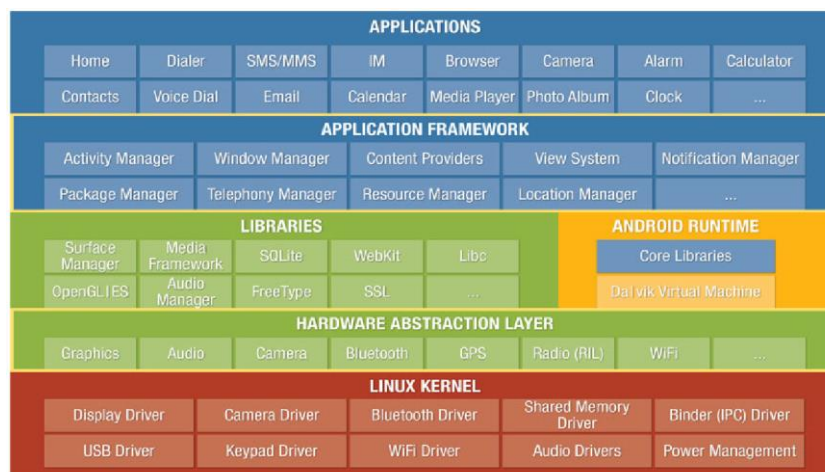 APPLICATIONS
Home Dialer SMS/MMS IM Browser Camera Alarm Calculator
Contacts Voice Dial Email Calendar Media Player Photo Album Clock ...
APPLICATION FRAMEWORK
Activity Manager Window Manager Content Providers View System Notification Manager
Package Manager Telephony Manager Resource Manager Location Manager ...
LIBRARIES
Surface Manager Media Framework SQLite WebKit Libc
OpenGL|ES Audio Manager FreeType SSL ...
ANDROID RUNTIME
Core Libraries
Dalvik Virtual Machine
HARDWARE ABSTRACTION LAYER
Graphics Audio Camera Bluetooth GPS Radio (RIL) WiFi ...
LINUX KERNEL
Display Driver Camera Driver Bluetooth Driver Shared Memory Driver Binder (IPC) Driver
USB Driver Keypad Driver WiFi Driver Audio Drivers Power Management